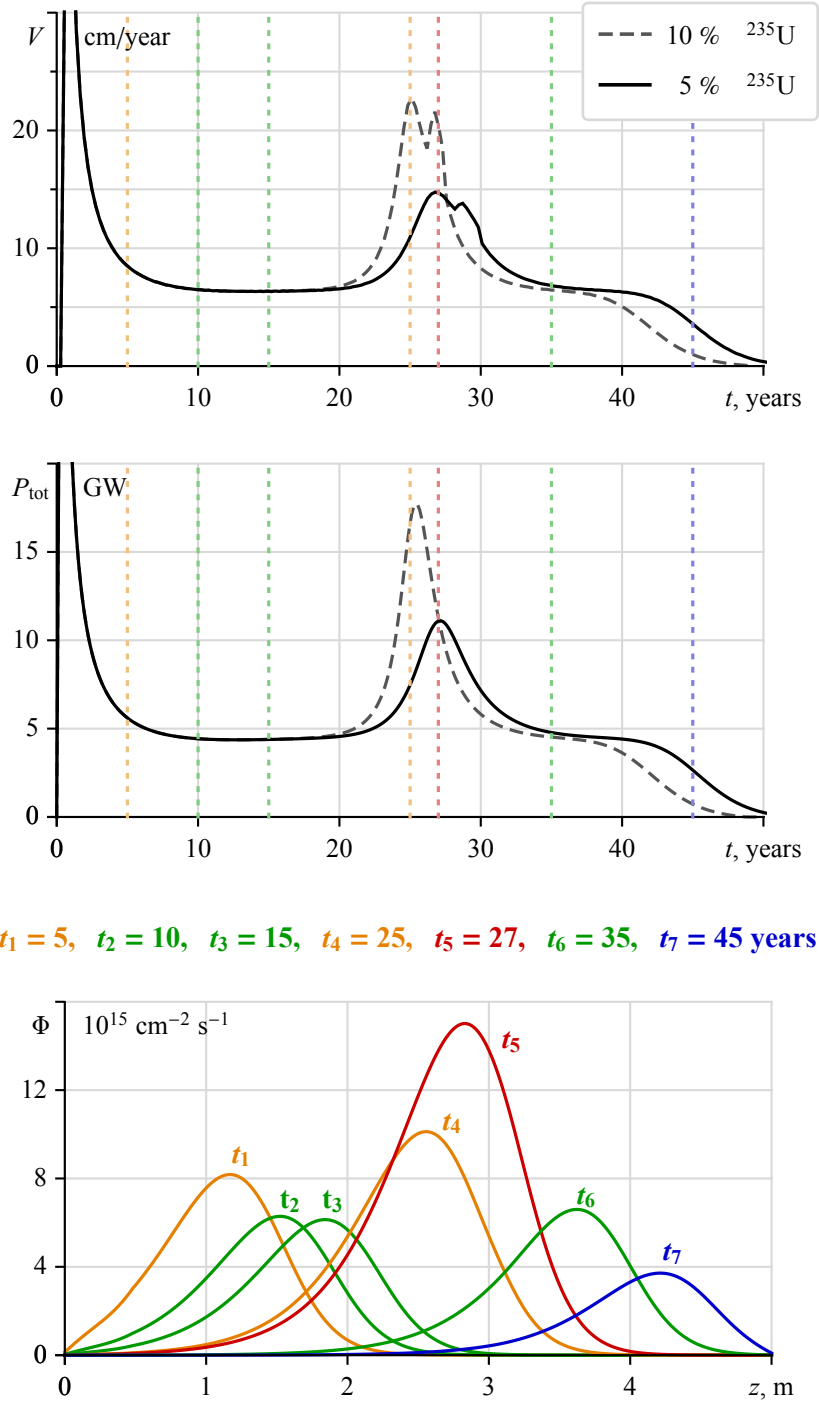 V cm/year
10 % ²³⁵U
5 % ²³⁵U
20
10
0
0 10 20 30 40 t, years
P_tot GW
15
10
5
0
0 10 20 30 40 t, years
t₁ = 5, t₂ = 10, t₃ = 15, t₄ = 25, t₅ = 27, t₆ = 35, t₇ = 45 years
Φ 10¹⁵ cm⁻² s⁻¹
12
8
4
0
t₅
t₄
t₁
t₂ t₃
t₆
t₇
0 1 2 3 4 z, m